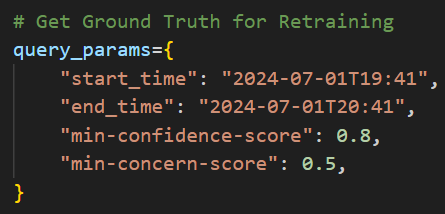 # Get Ground Truth for Retraining
query_params={
    "start_time": "2024-07-01T19:41",
    "end_time": "2024-07-01T20:41",
    "min-confidence-score": 0.8,
    "min-concern-score": 0.5,
}